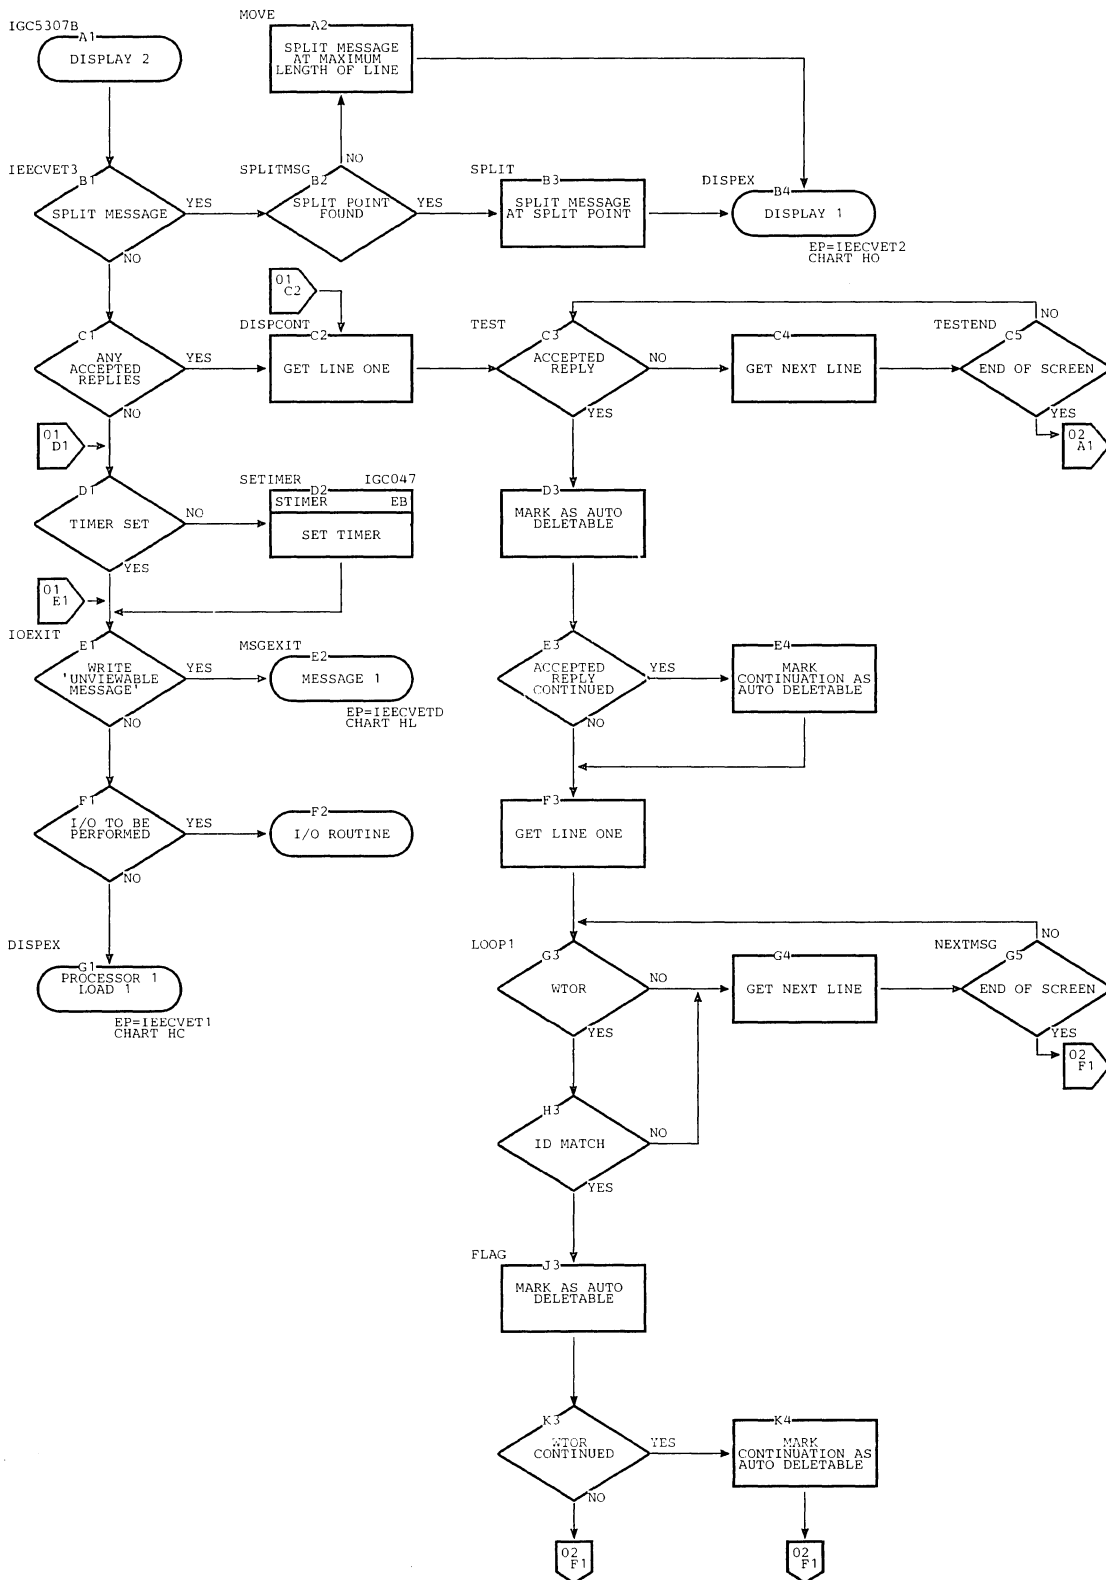 IGC5307B
A1
DISPLAY 2
MOVE
A2
SPLIT MESSAGE
AT MAXIMUM
LENGTH OF LINE
IEECVET3
B1
SPLIT MESSAGE
YES
NO
SPLITMSG
B2
SPLIT POINT
FOUND
NO
YES
SPLIT
B3
SPLIT MESSAGE
AT SPLIT POINT
DISPEX
B4
DISPLAY 1
EP=IEECVET2
CHART HO
01
C2
C1
ANY
ACCEPTED
REPLIES
YES
NO
DISPCONT
C2
GET LINE ONE
TEST
C3
ACCEPTED
REPLY
NO
YES
C4
GET NEXT LINE
TESTEND
C5
END OF SCREEN
NO
YES
02
A1
01
D1
D1
TIMER SET
NO
YES
SETIMER
IGC047
D2
STIMER
EB
SET TIMER
D3
MARK AS AUTO
DELETABLE
01
E1
IOEXIT
E1
WRITE
'UNVIEWABLE
MESSAGE'
YES
NO
MSGEXIT
E2
MESSAGE 1
EP=IEECVETD
CHART HL
E3
ACCEPTED
REPLY
CONTINUED
YES
NO
E4
MARK
CONTINUATION AS
AUTO DELETABLE
F1
I/O TO BE
PERFORMED
YES
NO
F2
I/O ROUTINE
F3
GET LINE ONE
DISPEX
G1
PROCESSOR 1
LOAD 1
EP=IEECVET1
CHART HC
LOOP1
G3
WTOR
NO
YES
G4
GET NEXT LINE
NEXTMSG
G5
END OF SCREEN
NO
YES
02
F1
H3
ID MATCH
NO
YES
FLAG
J3
MARK AS AUTO
DELETABLE
K3
WTOR
CONTINUED
YES
NO
K4
MARK
CONTINUATION AS
AUTO DELETABLE
02
F1
02
F1